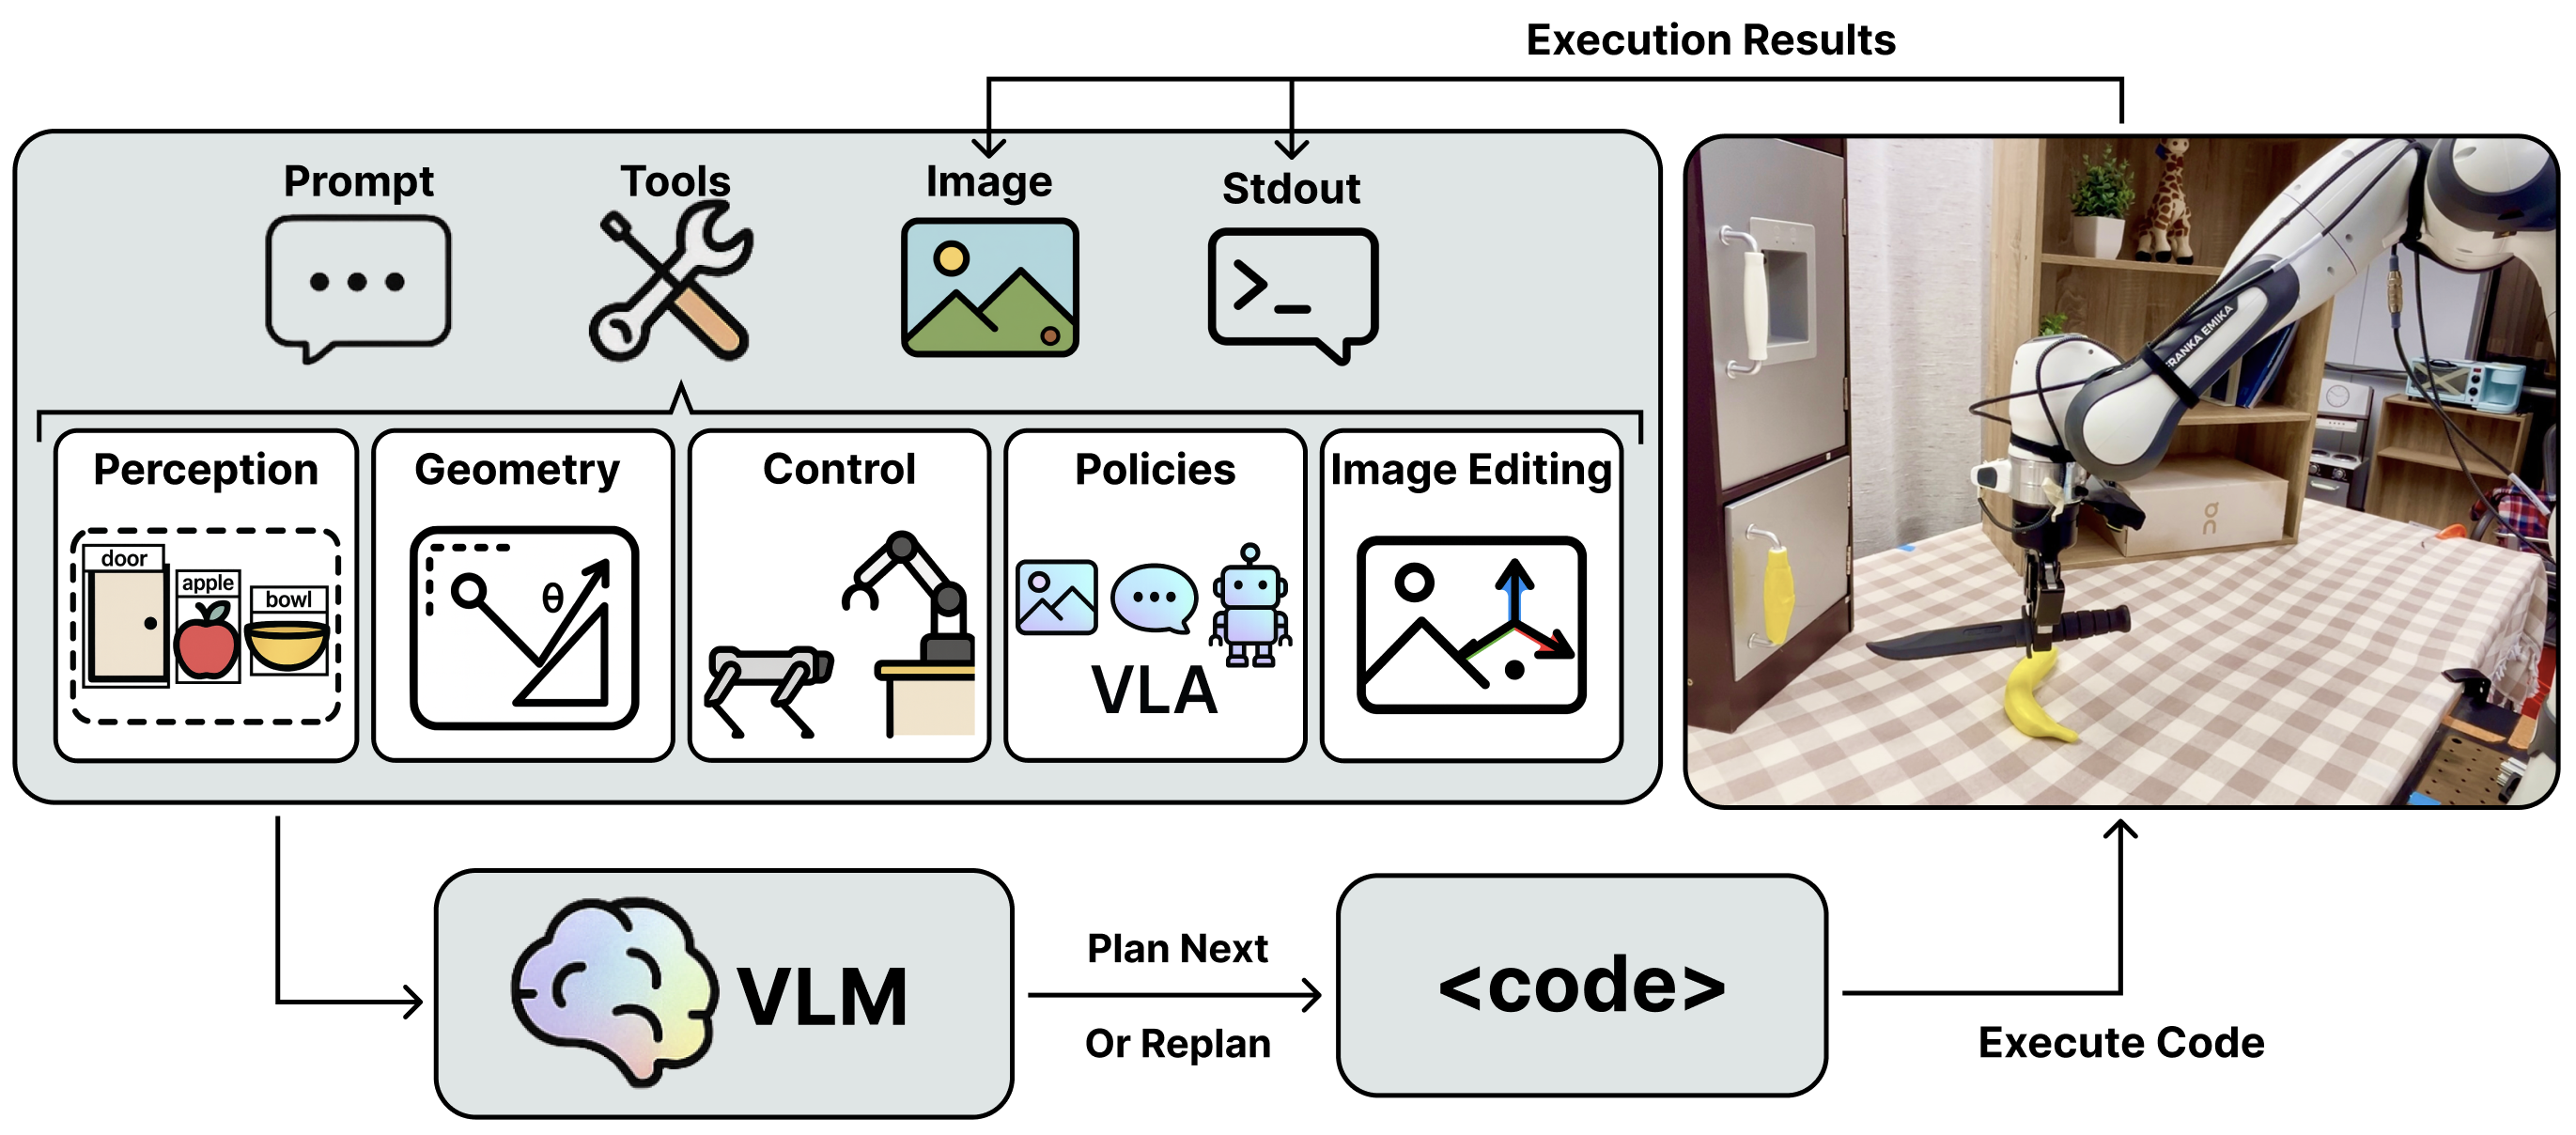 Execution Results
Prompt
Tools
Image
Stdout
>_
Perception
Geometry
Control
Policies
Image Editing
door
apple
bowl
θ
VLA
FRANKA EMIKA
VLM
Plan Next
Or Replan
<code>
Execute Code